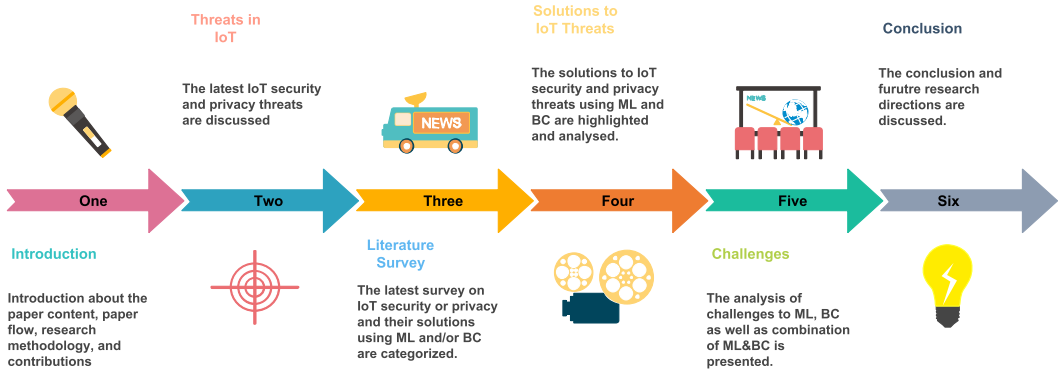 Threats in
IoT
The latest IoT security
and privacy threats
are discussed
Solutions to
IoT Threats
The solutions to IoT
security and privacy
threats using ML and
BC are highlighted
and analysed.
Conclusion
The conclusion and
furutre research
directions are
discussed.
NEWS
NEWS
One
Two
Three
Four
Five
Six
Introduction
Introduction about the
paper content, paper
flow, research
methodology, and
contributions
Literature
Survey
The latest survey on
IoT security or privacy
and their solutions
using ML and/or BC
are categorized.
Challenges
The analysis of
challenges to ML, BC
as well as combination
of ML&BC is
presented.